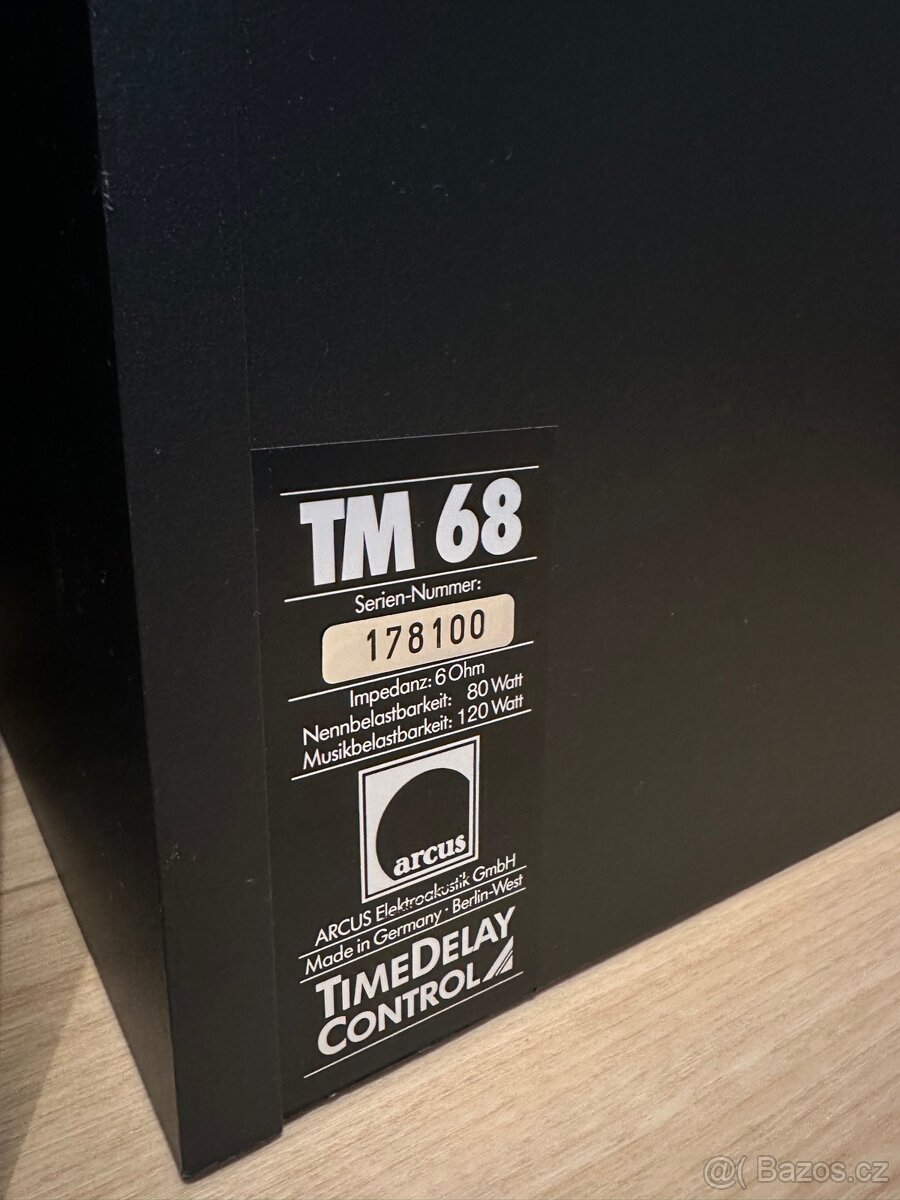 TM 68
Serien-Nummer:
178100
Impedanz: 6 Ohm
Nennbelastbarkeit: 80 Watt
Musikbelastbarkeit: 120 Watt
arcus
ARCUS Elektroakustik GmbH
Made in Germany · Berlin-West
TIMEDELAY
CONTROL
@( Bazos.cz